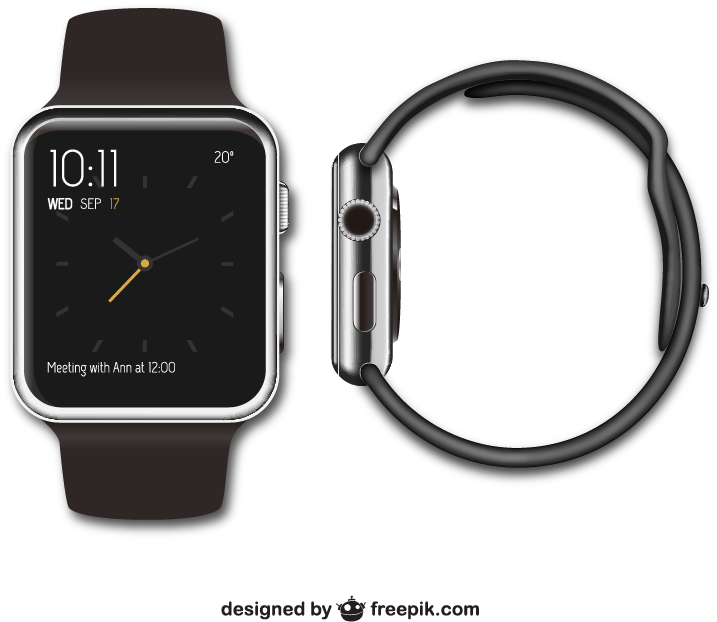 10:11
20°
WED SEP 17
Meeting with Ann at 12:00
designed by freepik.com